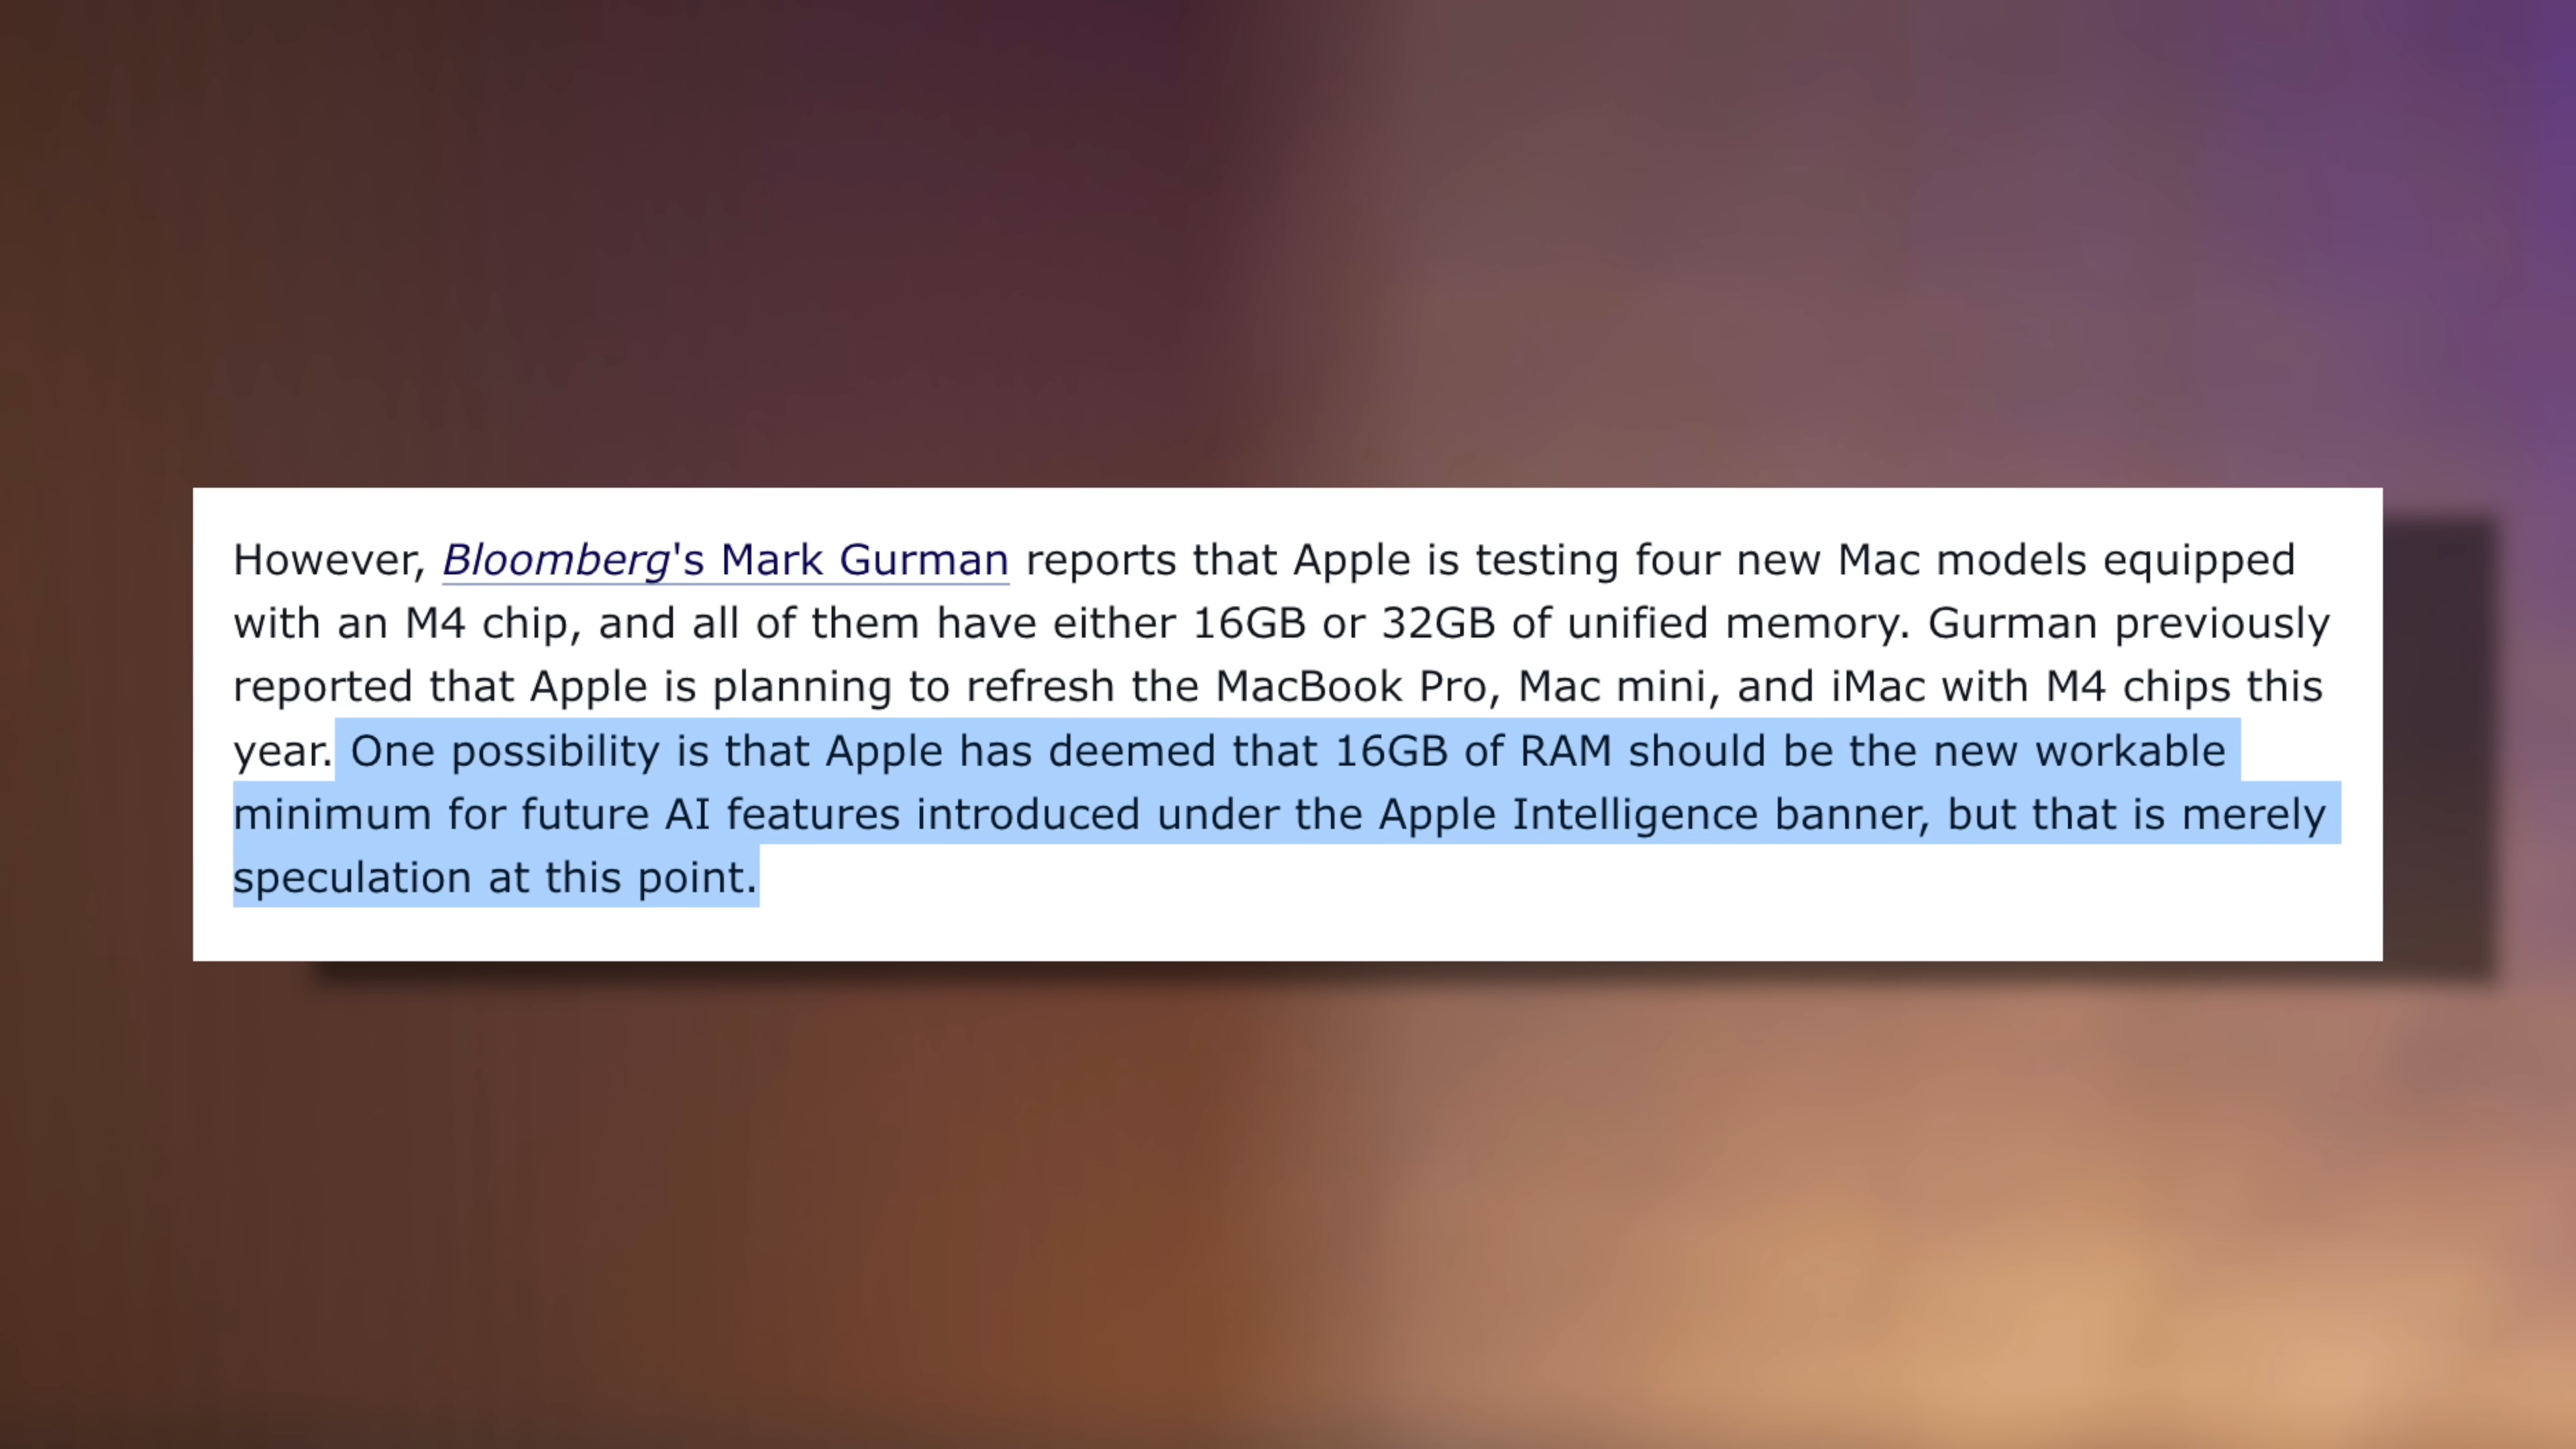 However, Bloomberg's Mark Gurman reports that Apple is testing four new Mac models equipped
with an M4 chip, and all of them have either 16GB or 32GB of unified memory. Gurman previously
reported that Apple is planning to refresh the MacBook Pro, Mac mini, and iMac with M4 chips this
year. One possibility is that Apple has deemed that 16GB of RAM should be the new workable
minimum for future AI features introduced under the Apple Intelligence banner, but that is merely
speculation at this point.